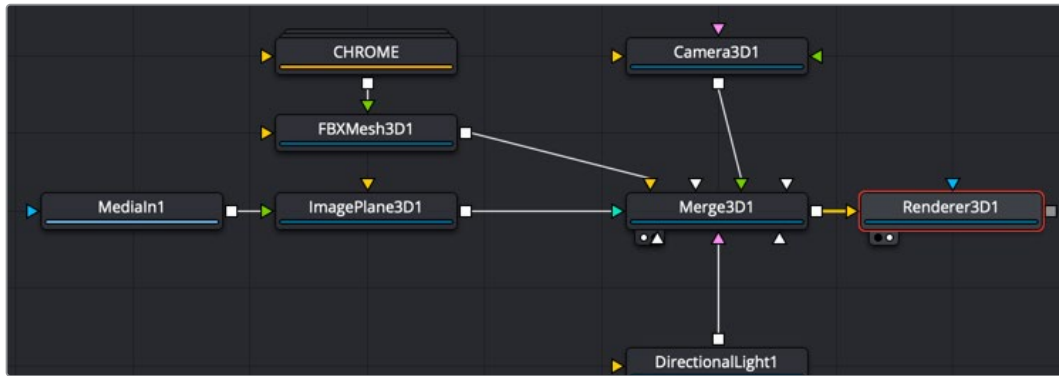 CHROME
Camera3D1
FBXMesh3D1
MediaIn1
ImagePlane3D1
Merge3D1
Renderer3D1
DirectionalLight1